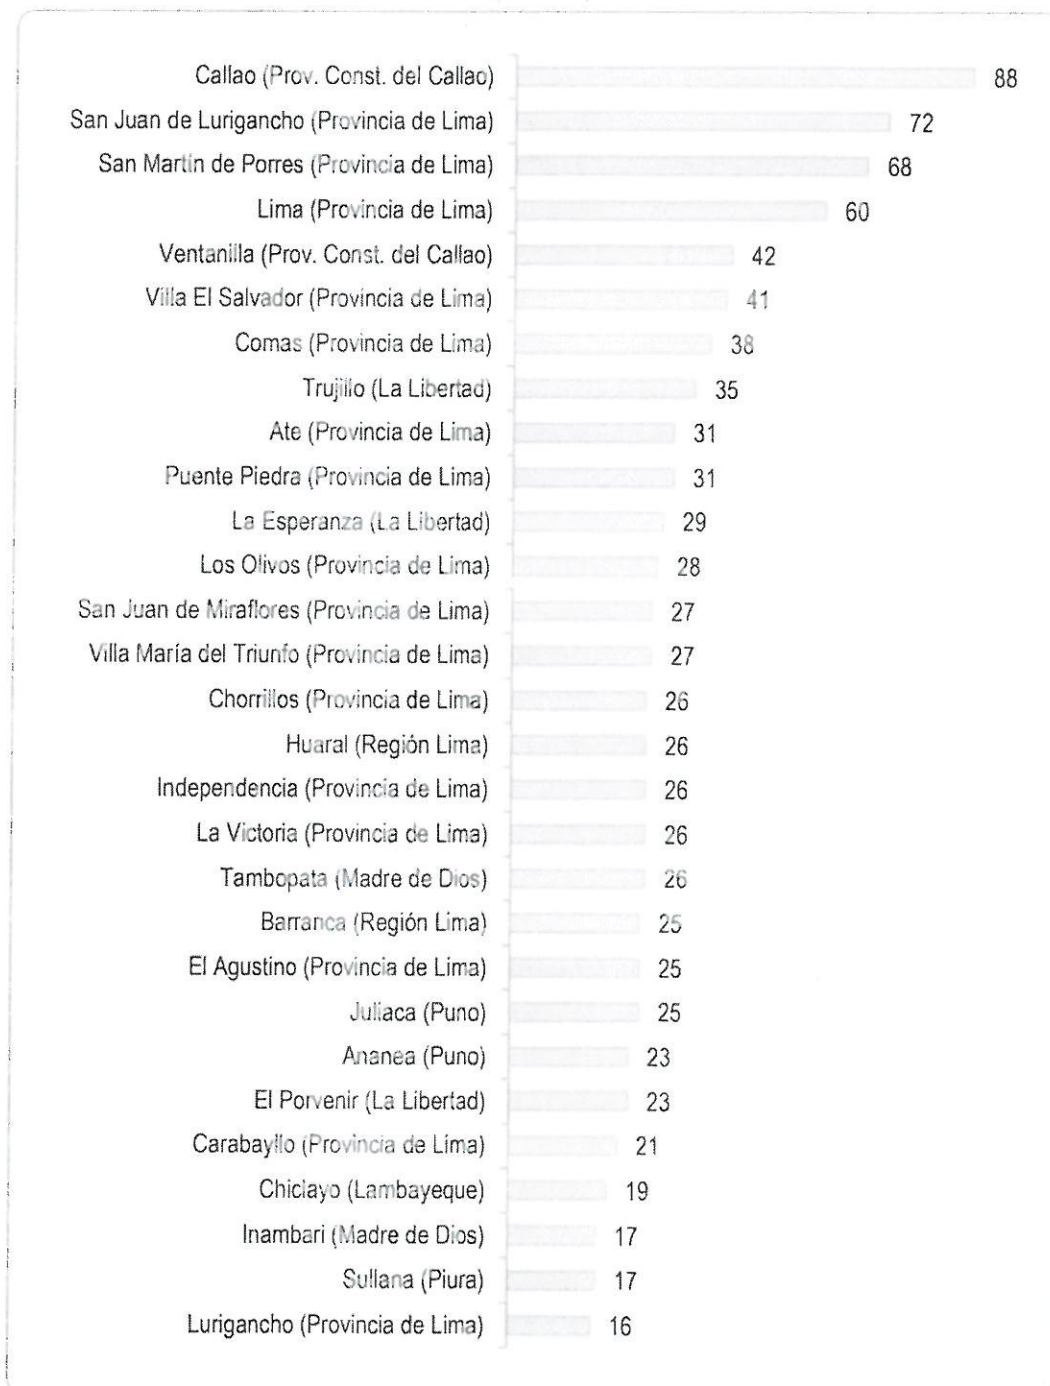 Callao (Prov. Const. del Callao) 88
San Juan de Lurigancho (Provincia de Lima) 72
San Martín de Porres (Provincia de Lima) 68
Lima (Provincia de Lima) 60
Ventanilla (Prov. Const. del Callao) 42
Villa El Salvador (Provincia de Lima) 41
Comas (Provincia de Lima) 38
Trujillo (La Libertad) 35
Ate (Provincia de Lima) 31
Puente Piedra (Provincia de Lima) 31
La Esperanza (La Libertad) 29
Los Olivos (Provincia de Lima) 28
San Juan de Miraflores (Provincia de Lima) 27
Villa María del Triunfo (Provincia de Lima) 27
Chorrillos (Provincia de Lima) 26
Huaral (Región Lima) 26
Independencia (Provincia de Lima) 26
La Victoria (Provincia de Lima) 26
Tambopata (Madre de Dios) 26
Barranca (Región Lima) 25
El Agustino (Provincia de Lima) 25
Juliaca (Puno) 25
Ananea (Puno) 23
El Porvenir (La Libertad) 23
Carabayllo (Provincia de Lima) 21
Chiclayo (Lambayeque) 19
Inambari (Madre de Dios) 17
Sullana (Piura) 17
Lurigancho (Provincia de Lima) 16